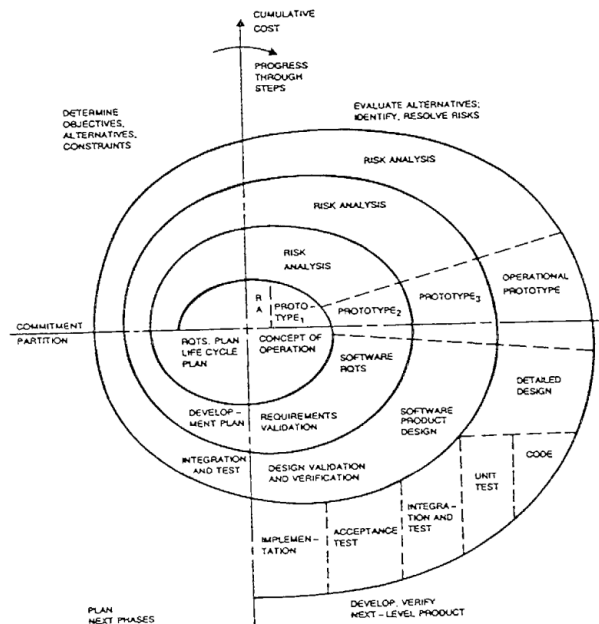 CUMULATIVE
COST
PROGRESS
THROUGH
STEPS
DETERMINE
OBJECTIVES,
ALTERNATIVES,
CONSTRAINTS
EVALUATE ALTERNATIVES;
IDENTIFY, RESOLVE RISKS
RISK ANALYSIS
RISK ANALYSIS
RISK
ANALYSIS
R
A
PROTO-
TYPE1
PROTOTYPE2
PROTOTYPE3
OPERATIONAL
PROTOTYPE
COMMITMENT
PARTITION
RQTS. PLAN
LIFE CYCLE
PLAN
CONCEPT OF
OPERATION
SOFTWARE
RQTS
DETAILED
DESIGN
DEVELOP-
MENT PLAN
REQUIREMENTS
VALIDATION
SOFTWARE
PRODUCT
DESIGN
INTEGRATION
AND TEST
DESIGN VALIDATION
AND VERIFICATION
CODE
UNIT
TEST
INTEGRA-
TION AND
TEST
ACCEPTANCE
TEST
IMPLEMEN-
TATION
PLAN
NEXT PHASES
DEVELOP, VERIFY
NEXT-LEVEL PRODUCT